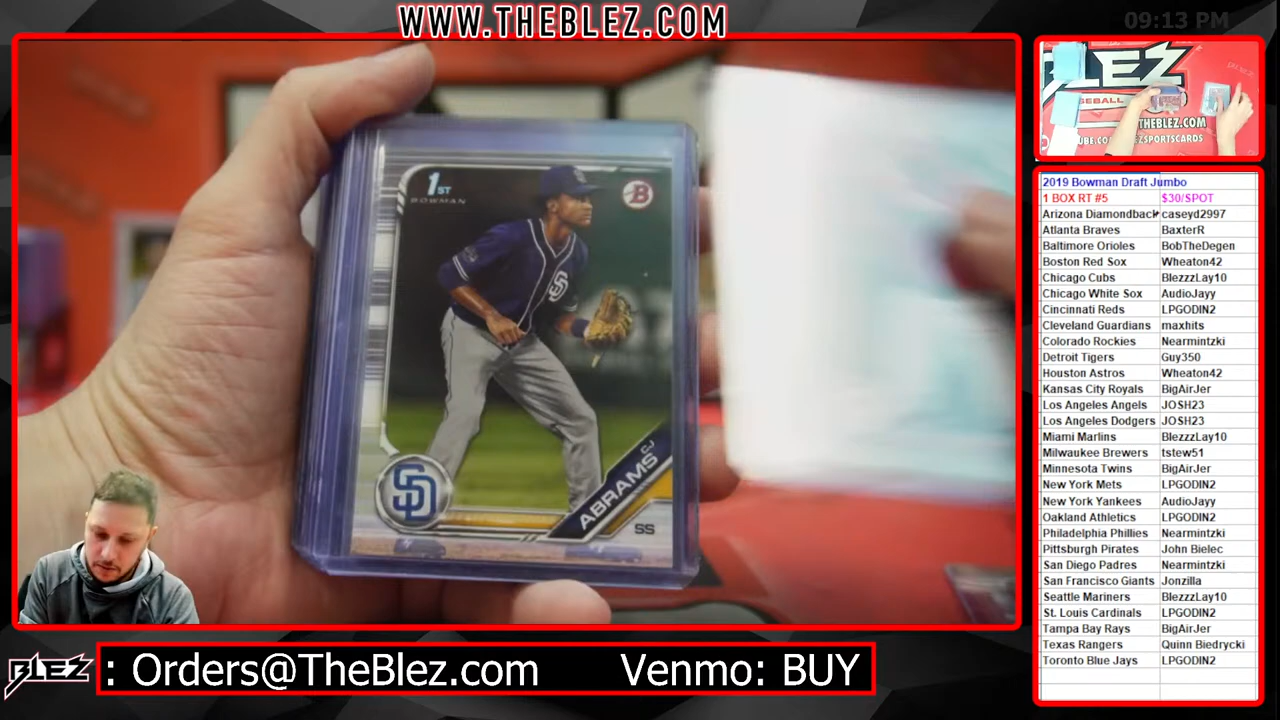 WWW.THEBLEZ.COM
09:13 PM
1ST
BOWMAN
B
SD
CJ
ABRAMS
SS
BLEZ
BASEBALL
THEBLEZ.COM
2019 Bowman Draft Jumbo
1 BOX RT #5 $30/SPOT
Arizona Diamondback caseyd2997
Atlanta Braves BaxterR
Baltimore Orioles BobTheDegen
Boston Red Sox Wheaton42
Chicago Cubs BlezzzLay10
Chicago White Sox AudioJayy
Cincinnati Reds LPGODIN2
Cleveland Guardians maxhits
Colorado Rockies Nearmintzki
Detroit Tigers Guy350
Houston Astros Wheaton42
Kansas City Royals BigAirJer
Los Angeles Angels JOSH23
Los Angeles Dodgers JOSH23
Miami Marlins BlezzzLay10
Milwaukee Brewers tstew51
Minnesota Twins BigAirJer
New York Mets LPGODIN2
New York Yankees AudioJayy
Oakland Athletics LPGODIN2
Philadelphia Phillies Nearmintzki
Pittsburgh Pirates John Bielec
San Diego Padres Nearmintzki
San Francisco Giants Jonzilla
Seattle Mariners BlezzzLay10
St. Louis Cardinals LPGODIN2
Tampa Bay Rays BigAirJer
Texas Rangers Quinn Biedrycki
Toronto Blue Jays LPGODIN2
BLEZ : Orders@TheBlez.com Venmo: BUY